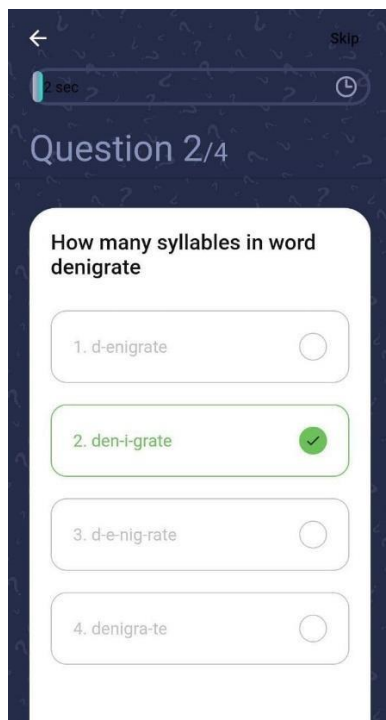 Skip
2 sec
Question 2/4
How many syllables in word
denigrate
1. d-enigrate
2. den-i-grate
3. d-e-nig-rate
4. denigra-te